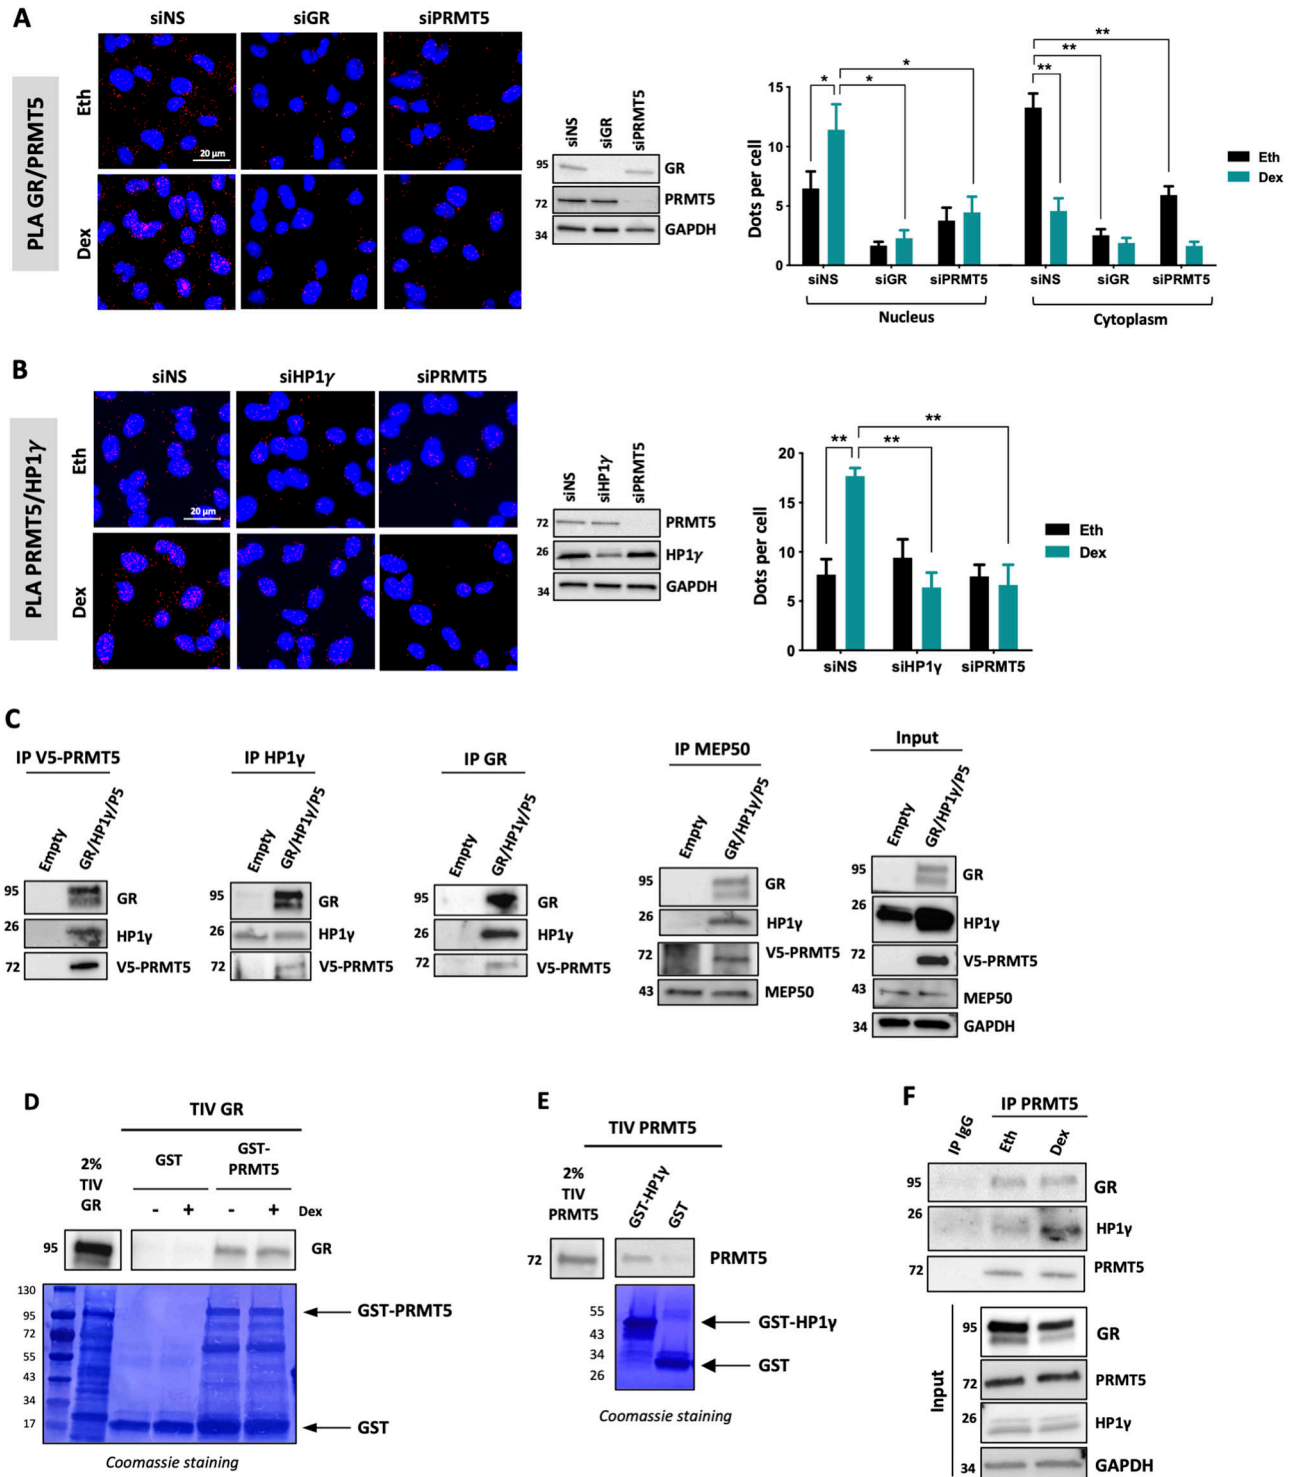 A
siNS siGR siPRMT5
PLA GR/PRMT5
Eth
Dex
20 µm
siNS siGR siPRMT5
95 GR
72 PRMT5
34 GAPDH
Dots per cell
15
10
5
0
* * *
** ** **
siNS siGR siPRMT5 siNS siGR siPRMT5
Nucleus Cytoplasm
Eth
Dex
B
siNS siHP1γ siPRMT5
PLA PRMT5/HP1γ
Eth
Dex
20 µm
siNS siHP1γ siPRMT5
72 PRMT5
26 HP1γ
34 GAPDH
Dots per cell
20
15
10
5
0
** ** **
siNS siHP1γ siPRMT5
Eth
Dex
C
IP V5-PRMT5
Empty GR/HP1γ/P5
95 GR
26 HP1γ
72 V5-PRMT5
IP HP1γ
Empty GR/HP1γ/P5
95 GR
26 HP1γ
72 V5-PRMT5
IP GR
Empty GR/HP1γ/P5
95 GR
26 HP1γ
72 V5-PRMT5
IP MEP50
Empty GR/HP1γ/P5
95 GR
26 HP1γ
72 V5-PRMT5
43 MEP50
Input
Empty GR/HP1γ/P5
95 GR
26 HP1γ
72 V5-PRMT5
43 MEP50
34 GAPDH
D
TIV GR
2%
TIV
GR
GST
GST-
PRMT5
- + - + Dex
95 GR
130
95 GST-PRMT5
72
55
43
34
17 GST
Coomassie staining
E
TIV PRMT5
2%
TIV
PRMT5
GST-HP1γ GST
72 PRMT5
55
43 GST-HP1γ
34 GST
26
Coomassie staining
F
IP PRMT5
IP IgG Eth Dex
95 GR
26 HP1γ
72 PRMT5
Input
95 GR
72 PRMT5
26 HP1γ
34 GAPDH